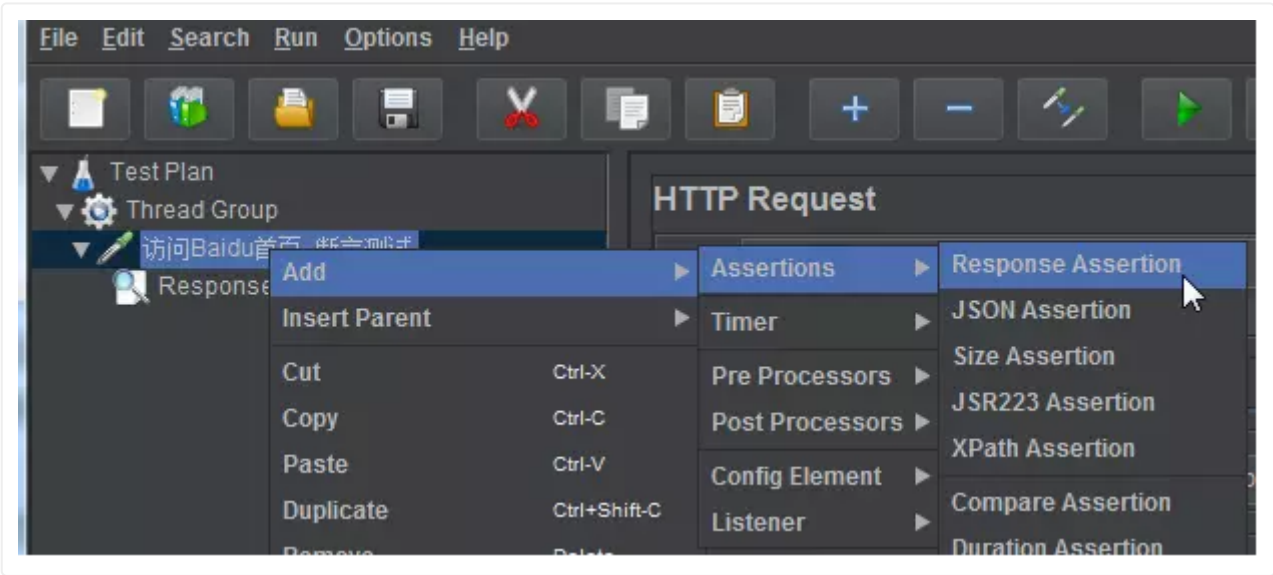 File Edit Search Run Options Help
Test Plan
Thread Group
访问Baidu首页
HTTP Request
Response
Add
Insert Parent
Cut Ctrl-X
Copy Ctrl-C
Paste Ctrl-V
Duplicate Ctrl+Shift-C
Assertions
Timer
Pre Processors
Post Processors
Config Element
Listener
Response Assertion
JSON Assertion
Size Assertion
JSR223 Assertion
XPath Assertion
Compare Assertion
Duration Assertion